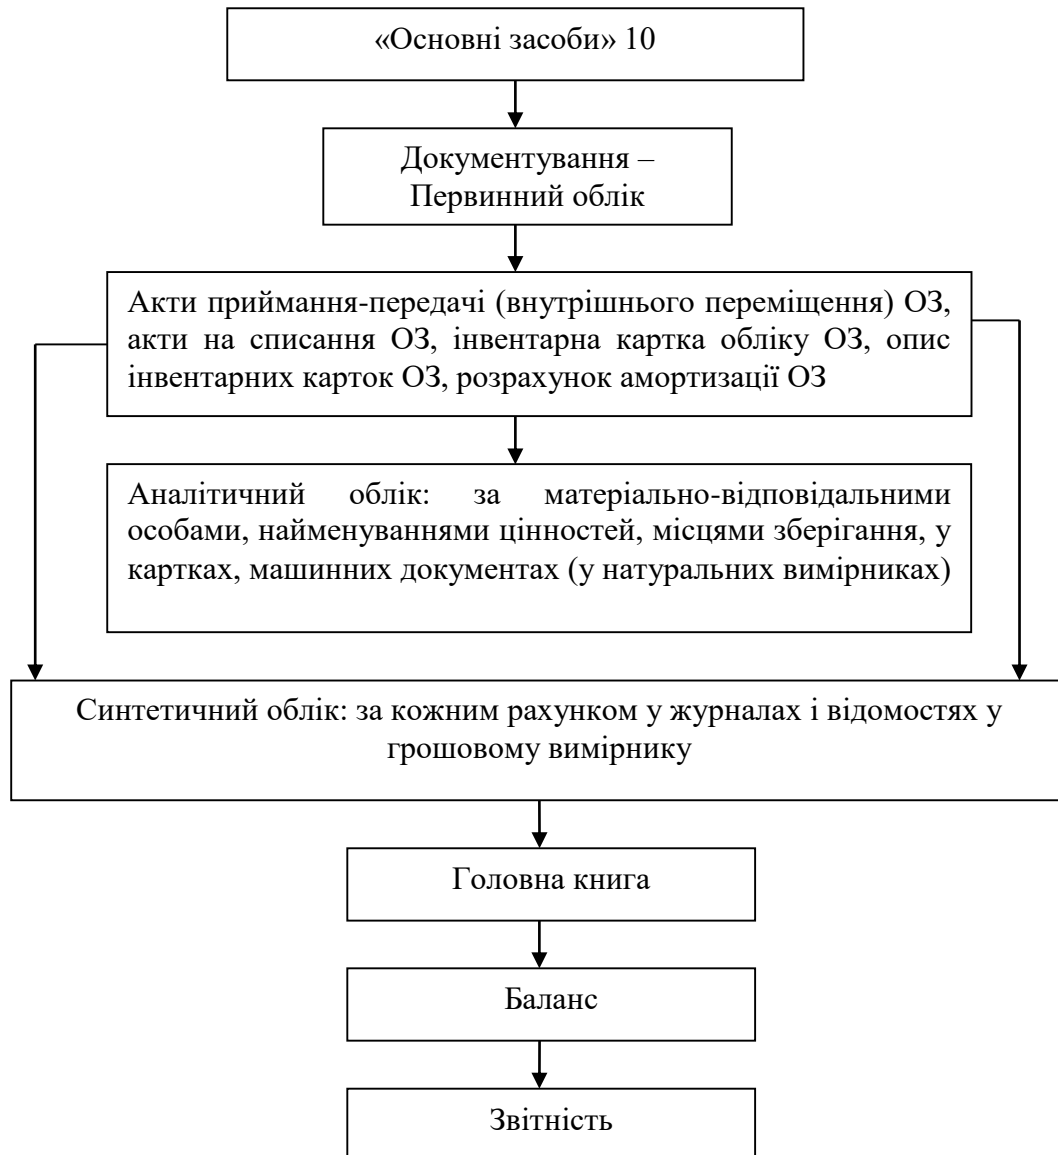 «Основні засоби» 10
Документування –
Первинний облік
Акти приймання-передачі (внутрішнього переміщення) ОЗ,
акти на списання ОЗ, інвентарна картка обліку ОЗ, опис
інвентарних карток ОЗ, розрахунок амортизації ОЗ
Аналітичний облік: за матеріально-відповідальними
особами, найменуваннями цінностей, місцями зберігання, у
картках, машинних документах (у натуральних вимірниках)
Синтетичний облік: за кожним рахунком у журналах і відомостях у
грошовому вимірнику
Головна книга
Баланс
Звітність